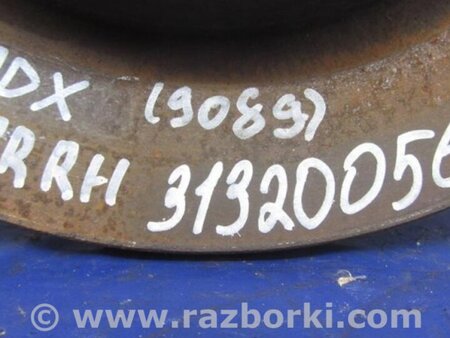 DX (9089)
RRH 3132005
© www.razborki.com